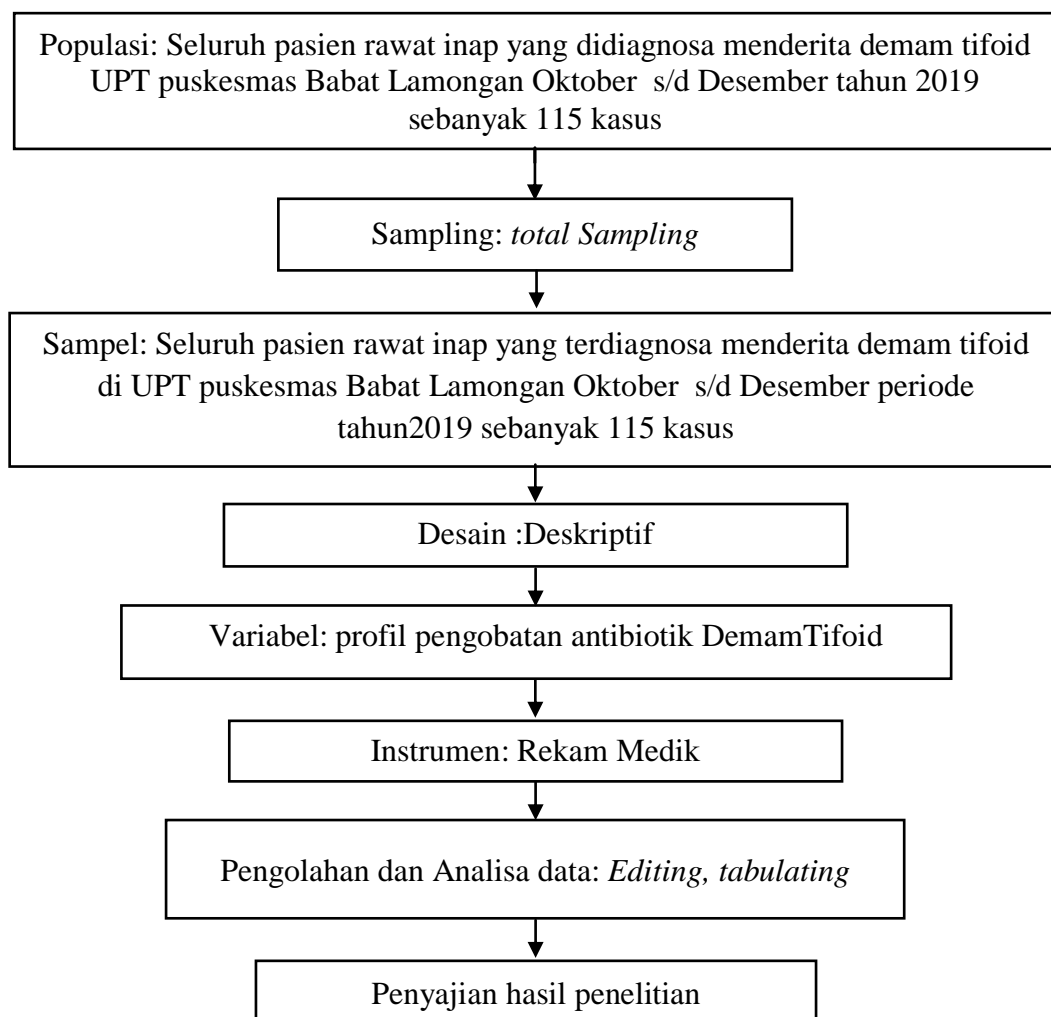 Populasi: Seluruh pasien rawat inap yang didiagnosa menderita demam tifoid
UPT puskesmas Babat Lamongan Oktober s/d Desember tahun 2019
sebanyak 115 kasus
Sampling: total Sampling
Sampel: Seluruh pasien rawat inap yang terdiagnosa menderita demam tifoid
di UPT puskesmas Babat Lamongan Oktober s/d Desember periode
tahun2019 sebanyak 115 kasus
Desain :Deskriptif
Variabel: profil pengobatan antibiotik DemamTifoid
Instrumen: Rekam Medik
Pengolahan dan Analisa data: Editing, tabulating
Penyajian hasil penelitian